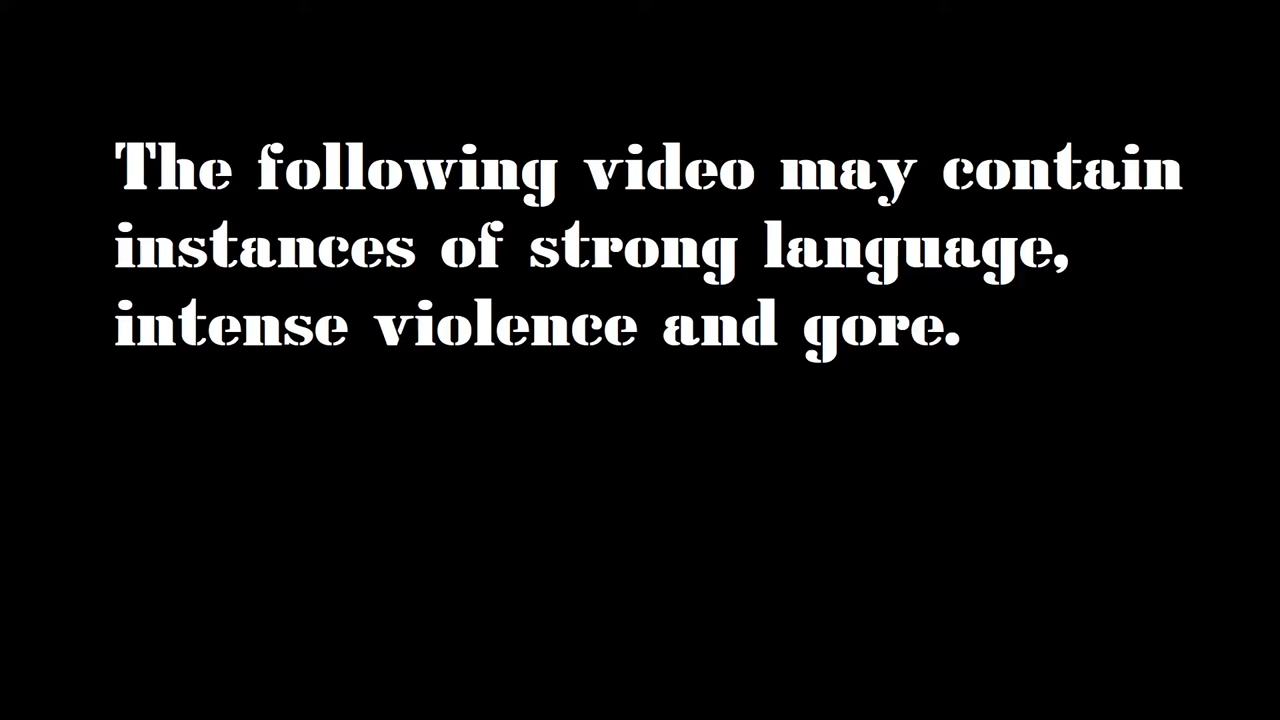 The following video may contain
instances of strong language,
intense violence and gore.